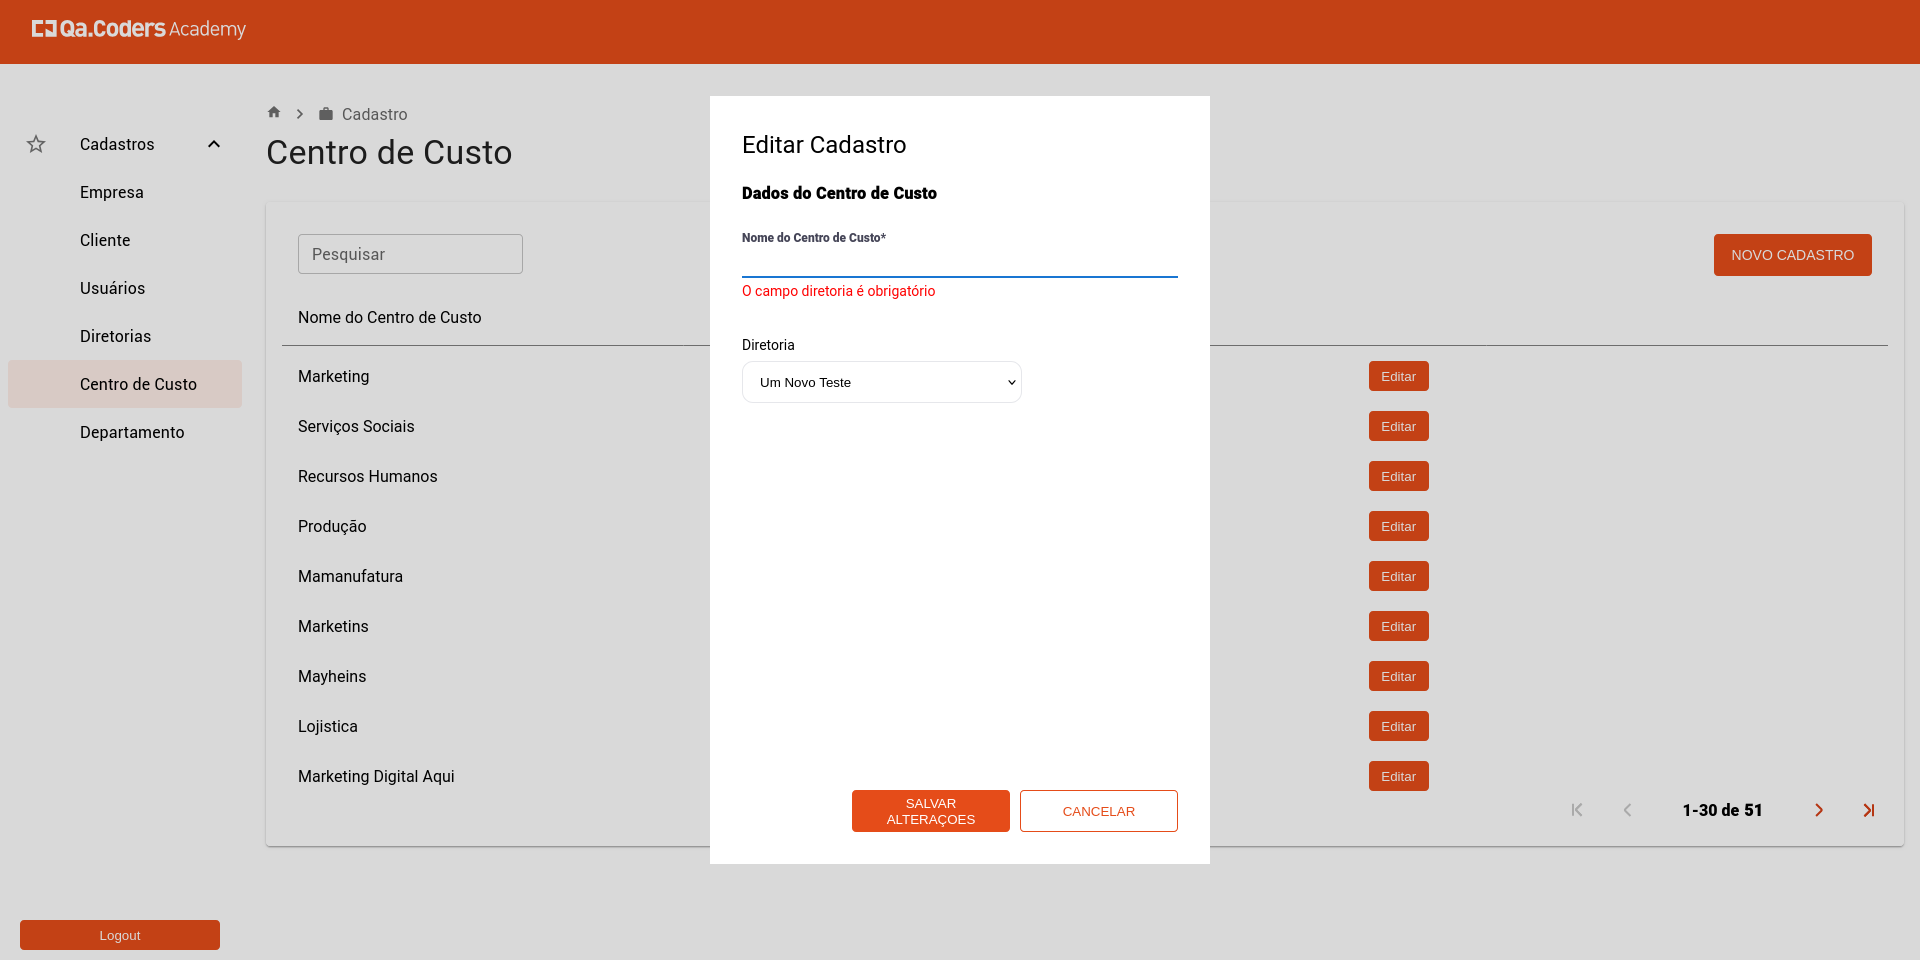 Qa.Coders Academy
Cadastros
Empresa
Cliente
Usuários
Diretorias
Centro de Custo
Departamento
Logout
Cadastro
Centro de Custo
Pesquisar
NOVO CADASTRO
Nome do Centro de Custo
Marketing
Editar
Serviços Sociais
Editar
Recursos Humanos
Editar
Produção
Editar
Mamanufatura
Editar
Marketins
Editar
Mayheins
Editar
Lojistica
Editar
Marketing Digital Aqui
Editar
1-30 de 51
Editar Cadastro
Dados do Centro de Custo
Nome do Centro de Custo*
O campo diretoria é obrigatório
Diretoria
Um Novo Teste
SALVAR
ALTERAÇOES
CANCELAR